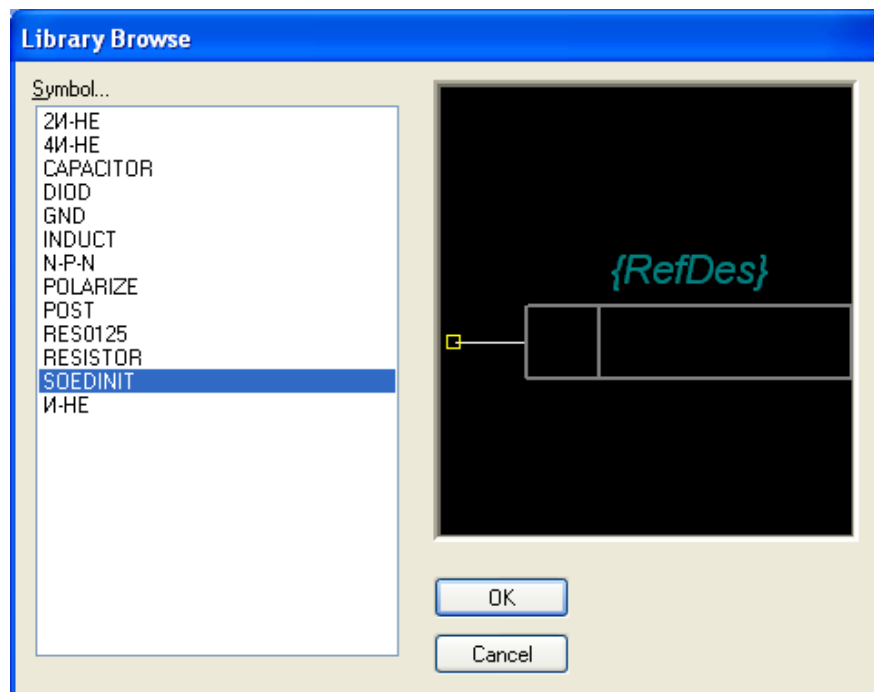 Library Browse
Symbol...
2И-НЕ
4И-НЕ
CAPACITOR
DIOD
GND
INDUCT
N-P-N
POLARIZE
POST
RES0125
RESISTOR
SOEDINIT
И-НЕ
{RefDes}
OK
Cancel